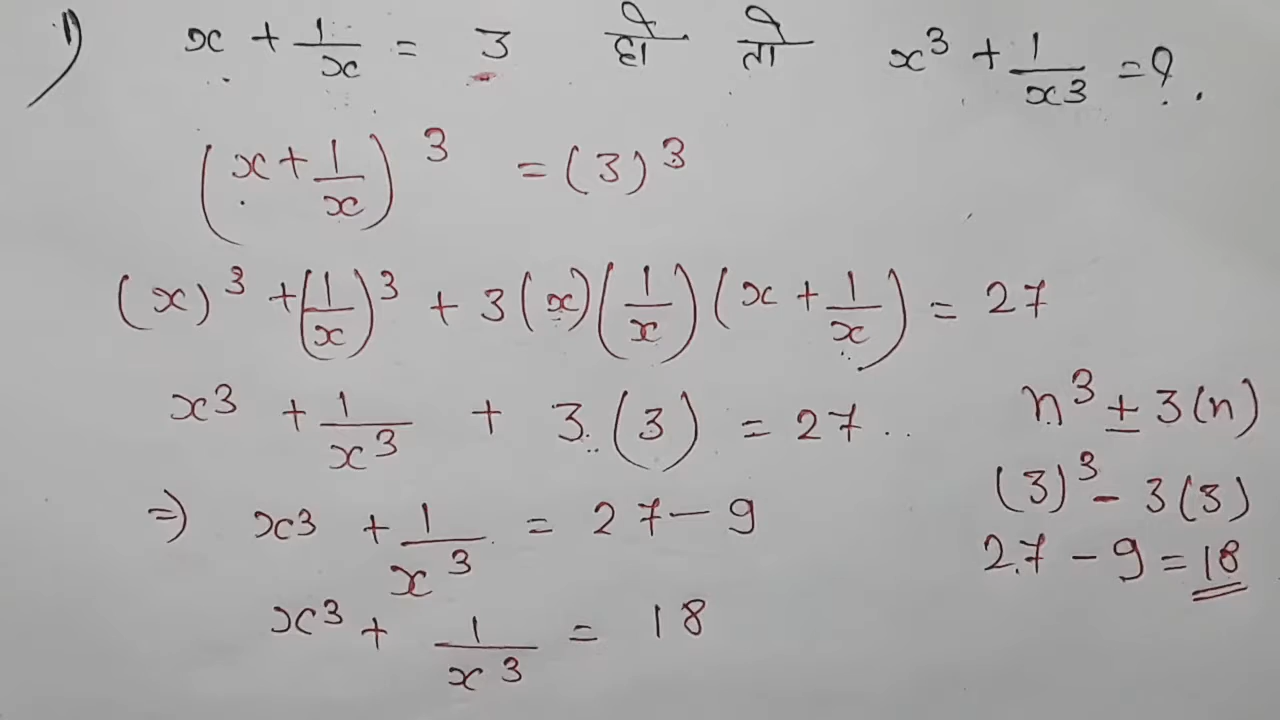 1) x + 1/x = 3 हो तो x³ + 1/x³ = ?
(x + 1/x)³ = (3)³
(x)³ + (1/x)³ + 3(x)(1/x)(x + 1/x) = 27
x³ + 1/x³ + 3.(3) = 27..
⇒ x³ + 1/x³ = 27 - 9
x³ + 1/x³ = 18
n³ ± 3(n)
(3)³ - 3(3)
27 - 9 = 18